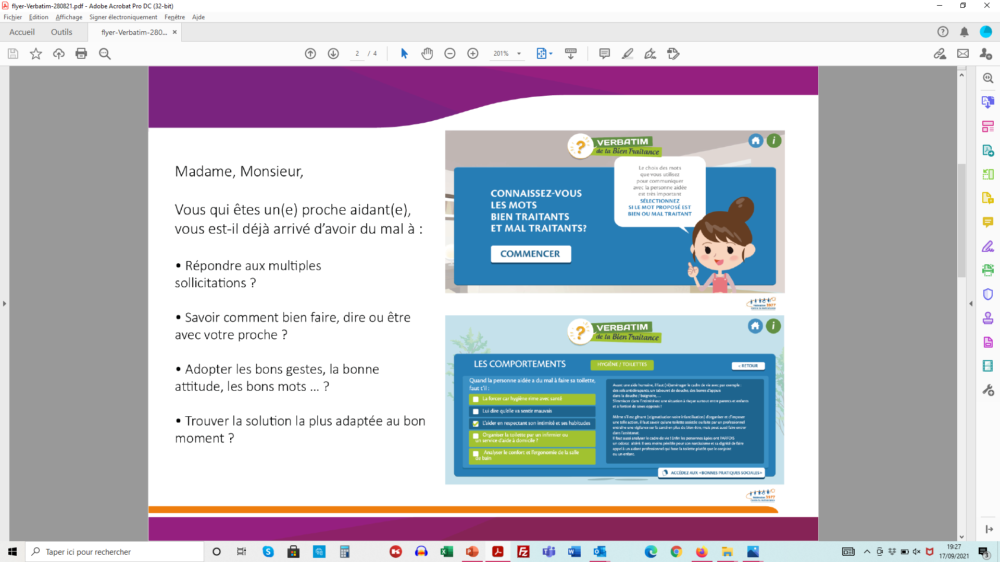 flyer-Verbatim-280821.pdf - Adobe Acrobat Pro DC (32-bit)
Fichier Edition Affichage Signer électroniquement Fenêtre Aide
Accueil Outils flyer-Verbatim-280... ×
2 / 4 201%
Madame, Monsieur,
Vous qui êtes un(e) proche aidant(e),
vous est-il déjà arrivé d’avoir du mal à :
• Répondre aux multiples
sollicitations ?
• Savoir comment bien faire, dire ou être
avec votre proche ?
• Adopter les bons gestes, la bonne
attitude, les bons mots ... ?
• Trouver la solution la plus adaptée au bon
moment ?
? VERBATIM
de la Bien Traitance
i
CONNAISSEZ-VOUS
LES MOTS
BIEN TRAITANTS
ET MAL TRAITANTS?
COMMENCER
Le choix des mots
que vous utilisez
pour communiquer
avec la personne aidée
est très important
SÉLECTIONNEZ
SI LE MOT PROPOSÉ EST
BIEN OU MAL TRAITANT
Fédération 3977
contre la maltraitance
? VERBATIM
de la Bien Traitance
i
LES COMPORTEMENTS
HYGIÈNE / TOILETTES
< RETOUR
Quand la personne aidée a du mal à faire sa toilette,
faut t’il :
La forcer car hygiène rime avec santé
Lui dire qu’elle va sentir mauvais
L’aider en respectant son intimité et ses habitudes
Organiser la toilette par un infirmier ou
un service d’aide à domicile ?
Analyser le confort et l’ergonomie de la salle
de bain
Avant une aide humaine, il faut (ré)aménager le cadre de vie avec par exemple :
des sols antidérapants, un tabouret de douche, des barres d’appuis
dans la douche / baignoire, ...
S’immiscer dans l’intimité est une situation à risque surtout entre parents et enfants
et a fortiori de sexes opposés !
Même s’il est gênant (stigmatisation voire infantilisation) d’organiser et d’imposer
une telle action, il faut savoir qu’une toilette assistée ou faite par un professionnel
entraîne une vigilance sur la santé en plus du bien-être, mais peut aussi faire entrer
dans l’assistanat.
Il faut aussi analyser le cadre de vie ! Enfin les personnes âgées ont PARFOIS
un odorat altéré. Il sera moins pénible pour son narcissisme et sa dignité de faire
appel à un aidant professionnel qui fasse la toilette plutôt que le conjoint
ou un enfant.
ACCÉDEZ AUX «BONNES PRATIQUES SOCIALES»
Fédération 3977
contre la maltraitance
Taper ici pour rechercher
19:27
17/09/2021
3